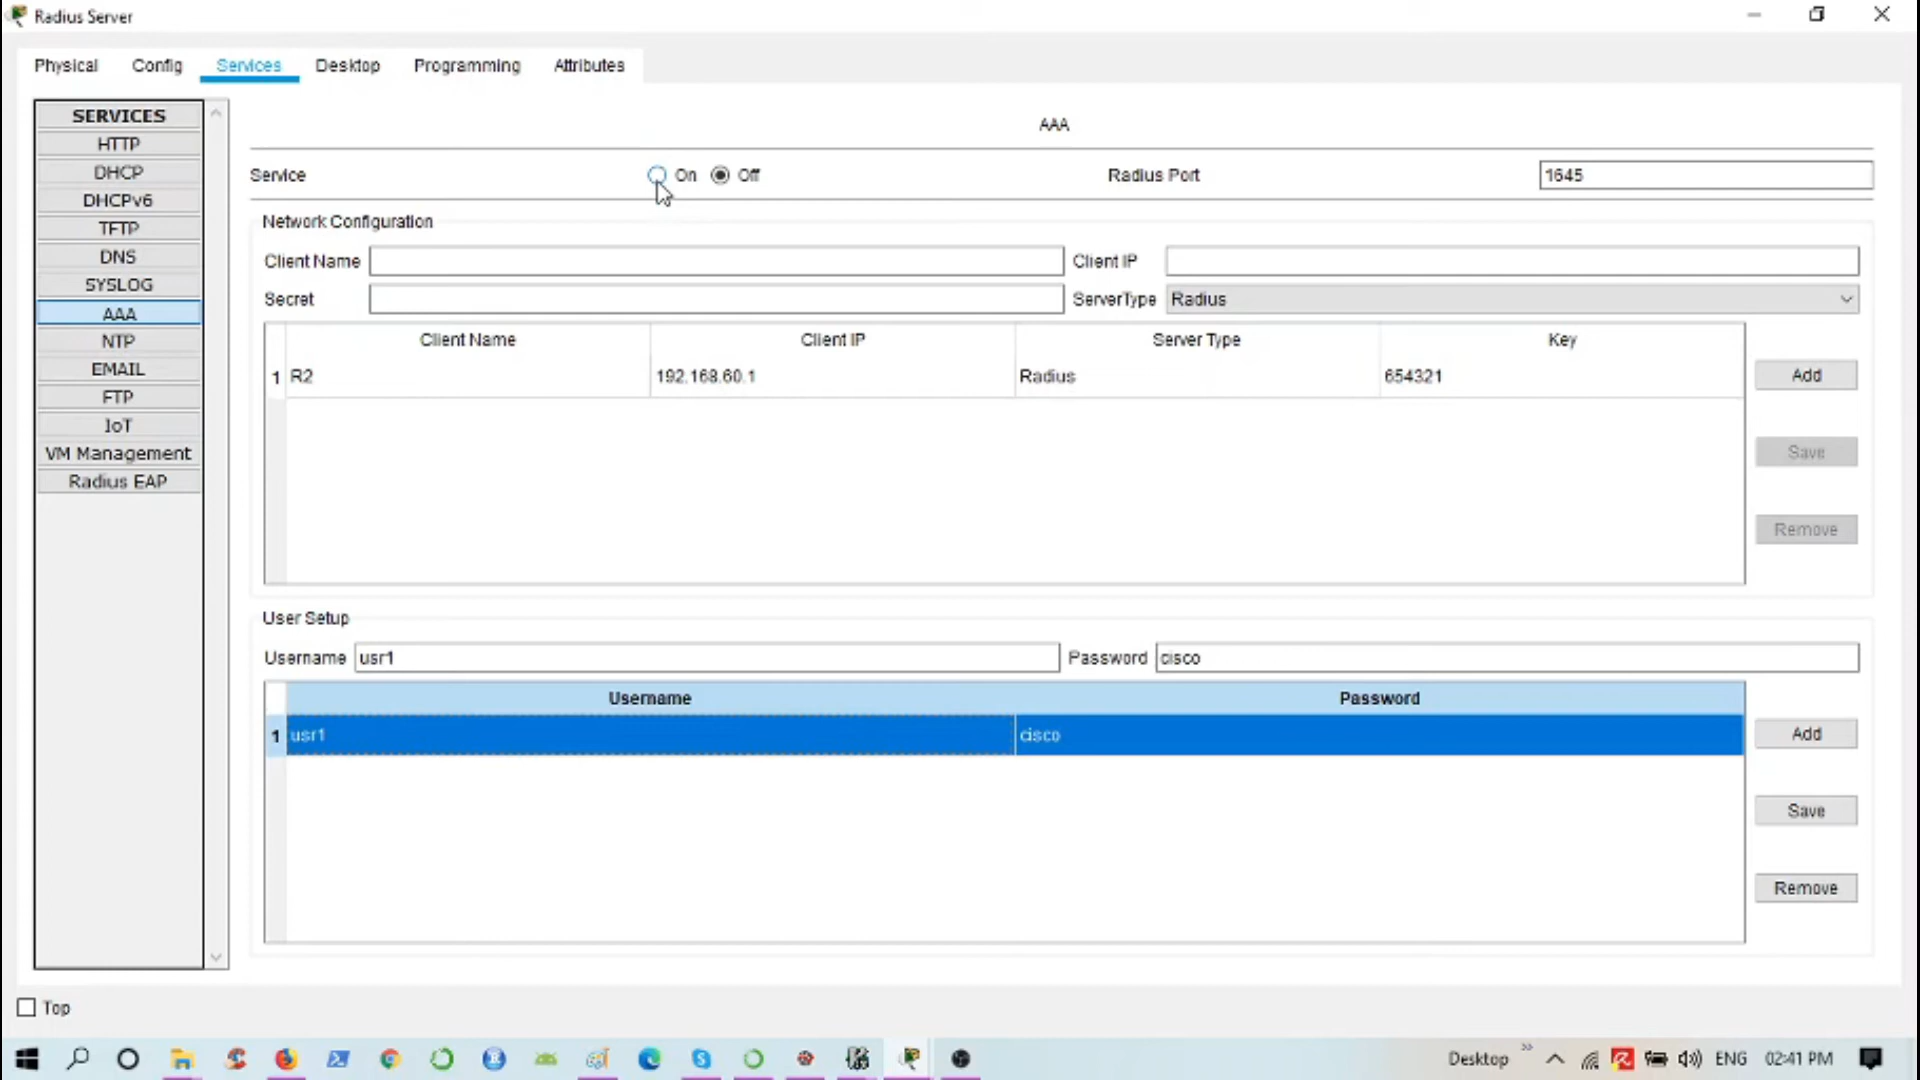 Radius Server
Physical Config Services Desktop Programming Attributes
SERVICES
HTTP
DHCP
DHCPv6
TFTP
DNS
SYSLOG
AAA
NTP
EMAIL
FTP
IoT
VM Management
Radius EAP
AAA
Service On Off Radius Port 1645
Network Configuration
Client Name Client IP
Secret ServerType Radius
Client Name Client IP Server Type Key
1 R2 192.168.60.1 Radius 654321
Add
Save
Remove
User Setup
Username usr1 Password cisco
Username Password
1 usr1 cisco
Add
Save
Remove
Top
Desktop ENG 02:41 PM